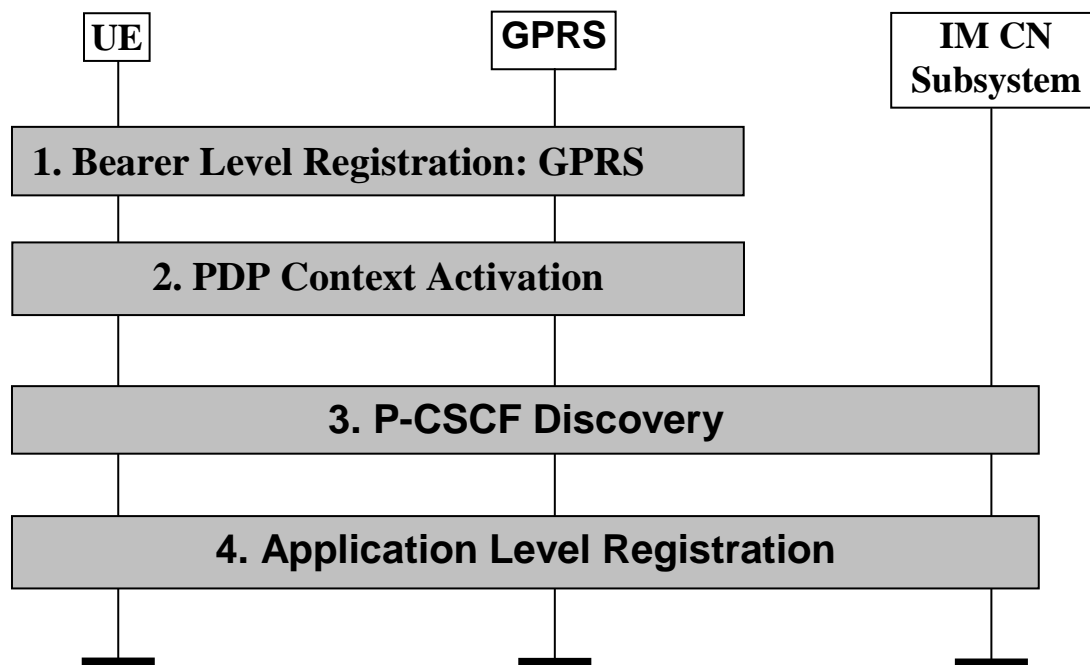 UE
GPRS
IM CN
Subsystem
1. Bearer Level Registration: GPRS
2. PDP Context Activation
3. P-CSCF Discovery
4. Application Level Registration